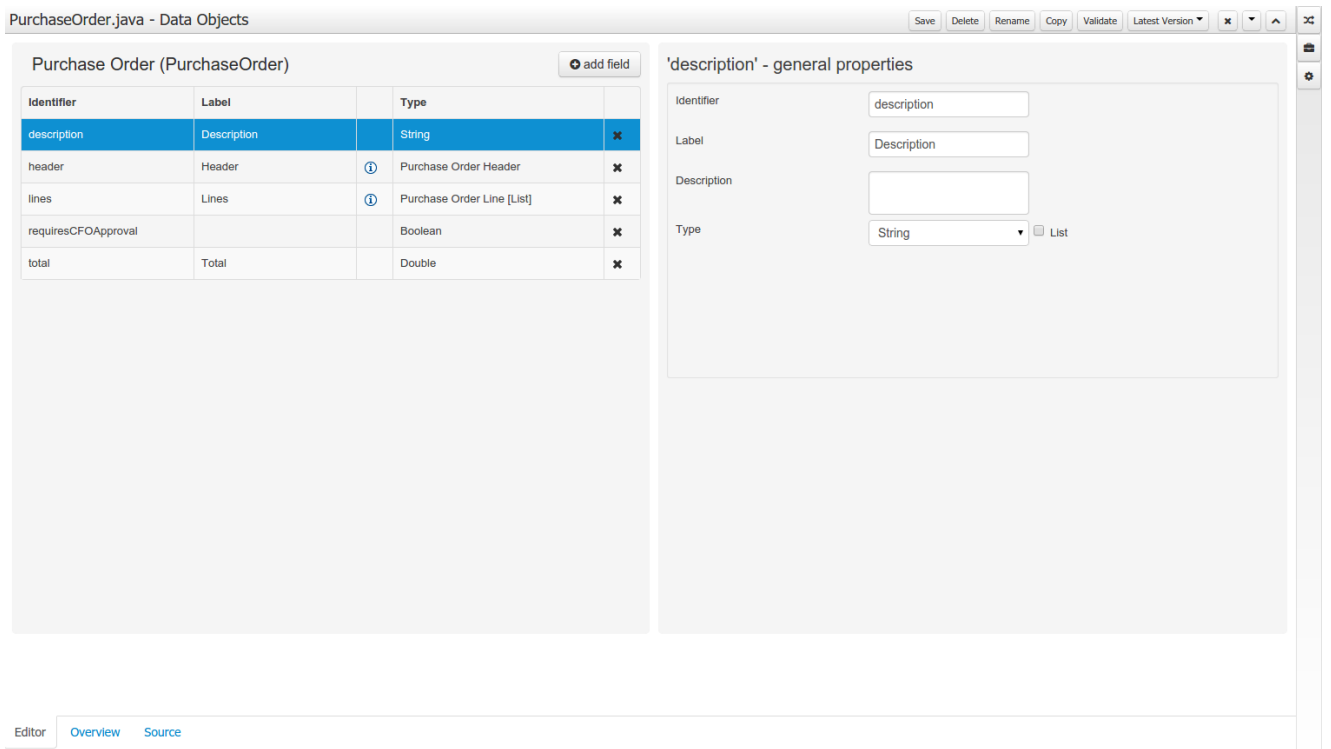 PurchaseOrder.java - Data Objects
Save Delete Rename Copy Validate Latest Version
Purchase Order (PurchaseOrder)
add field
Identifier Label Type
description Description String
header Header Purchase Order Header
lines Lines Purchase Order Line [List]
requiresCFOApproval Boolean
total Total Double
'description' - general properties
Identifier description
Label Description
Description
Type String List
Editor Overview Source